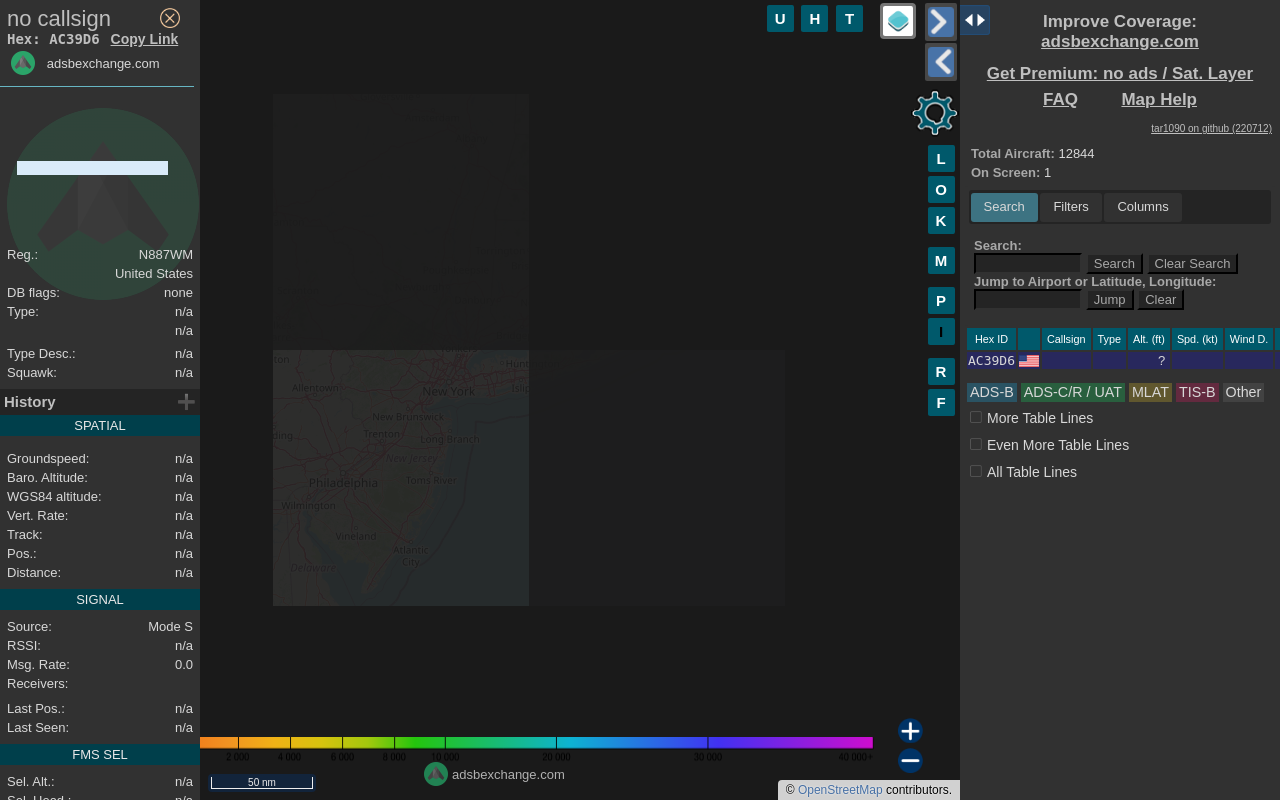 no callsign
Hex: AC39D6 Copy Link
adsbexchange.com
Reg.: N887WM
United States
DB flags: none
Type: n/a
n/a
Type Desc.: n/a
Squawk: n/a
History
SPATIAL
Groundspeed: n/a
Baro. Altitude: n/a
WGS84 altitude: n/a
Vert. Rate: n/a
Track: n/a
Pos.: n/a
Distance: n/a
SIGNAL
Source: Mode S
RSSI: n/a
Msg. Rate: 0.0
Receivers:
Last Pos.: n/a
Last Seen: n/a
FMS SEL
Sel. Alt.: n/a
Sel. Head.: n/a
U H T
L
O
K
M
P
I
R
F
Allentown
New York
New Brunswick
Trenton
Long Branch
New Jersey
Philadelphia
Toms River
Wilmington
Vineland
Atlantic
City
Delaware
2 000 4 000 6 000 8 000 10 000 20 000 30 000 40 000+
50 nm
adsbexchange.com
© OpenStreetMap contributors.
Improve Coverage:
adsbexchange.com
Get Premium: no ads / Sat. Layer
FAQ Map Help
tar1090 on github (220712)
Total Aircraft: 12844
On Screen: 1
Search Filters Columns
Search:
Search Clear Search
Jump to Airport or Latitude, Longitude:
Jump Clear
Hex ID Callsign Type Alt. (ft) Spd. (kt) Wind D.
AC39D6 ?
ADS-B ADS-C/R / UAT MLAT TIS-B Other
More Table Lines
Even More Table Lines
All Table Lines